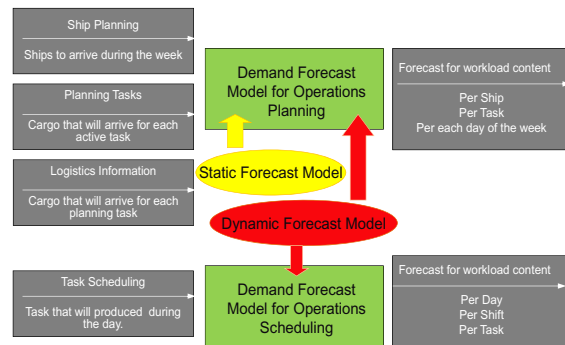 Ship Planning
Ships to arrive during the week
Planning Tasks
Cargo that will arrive for each
active task
Logistics Information
Cargo that will arrive for each
planning task
Demand Forecast
Model for Operations
Planning
Forecast for workload content
Per Ship
Per Task
Per each day of the week
Static Forecast Model
Dynamic Forecast Model
Task Scheduling
Task that will produced during
the day.
Demand Forecast
Model for Operations
Scheduling
Forecast for workload content
Per Day
Per Shift
Per Task